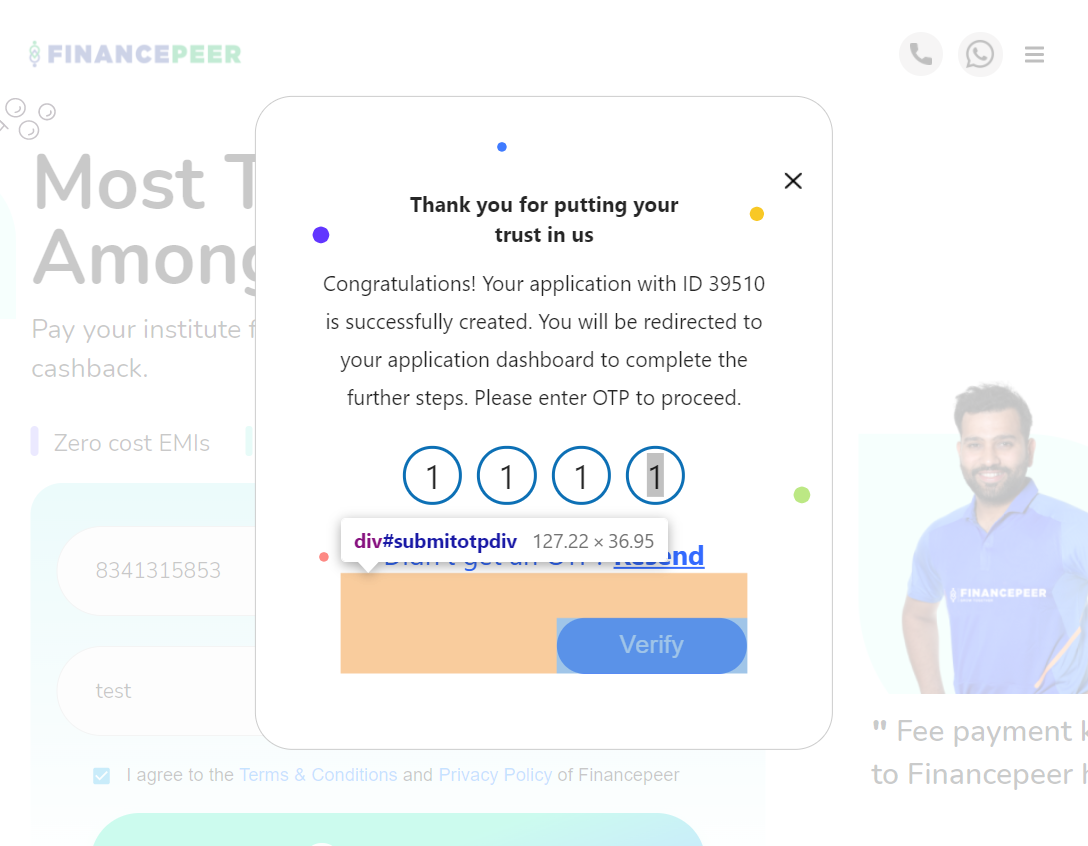 FINANCEPEER
Most
Among
Pay your institute
cashback.
Zero cost EMIs
8341315853
test
I agree to the Terms & Conditions and Privacy Policy of Financepeer
Thank you for putting your
trust in us
Congratulations! Your application with ID 39510
is successfully created. You will be redirected to
your application dashboard to complete the
further steps. Please enter OTP to proceed.
1 1 1 1
div#submitotpdiv 127.22 × 36.95
Didn't get an OTP? Resend
Verify
FINANCEPEER
" Fee payment
to Financepeer